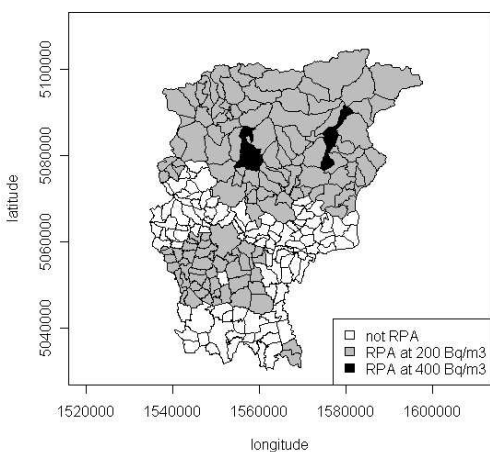 5100000
5080000
5060000
5040000
latitude
not RPA
RPA at 200 Bq/m3
RPA at 400 Bq/m3
1520000 1540000 1560000 1580000 1600000
longitude